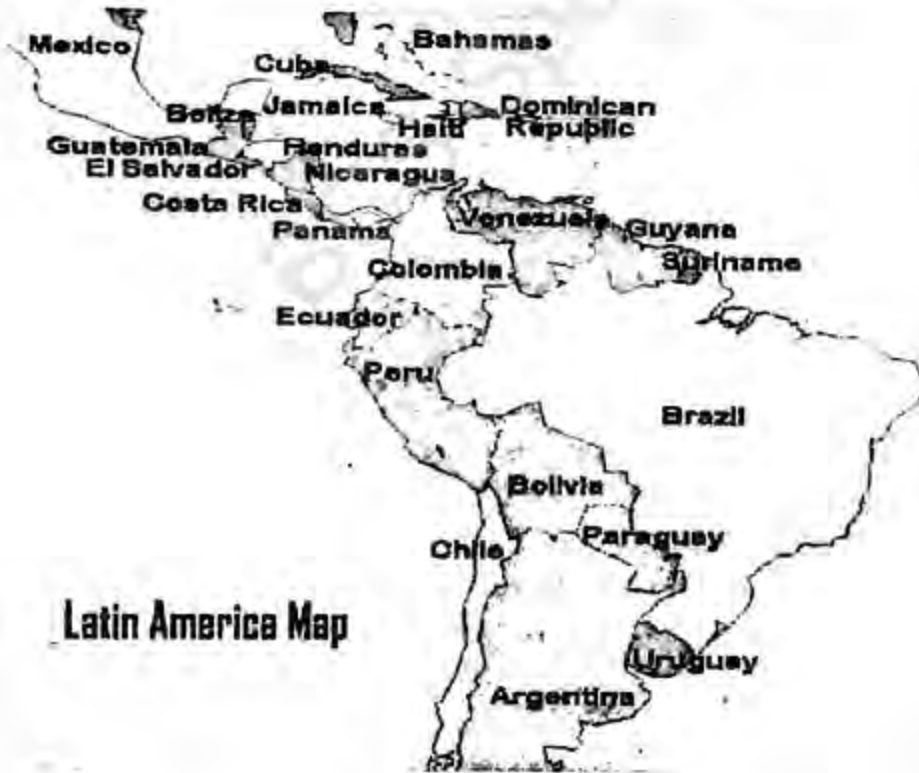 Mexico
Bahamas
Cuba
Belize
Jamaica
Haiti
Dominican
Republic
Guatemala
Honduras
El Salvador
Nicaragua
Costa Rica
Panama
Venezuela
Guyana
Suriname
Colombia
Ecuador
Peru
Brazil
Bolivia
Paraguay
Chile
Latin America Map
Uruguay
Argentina